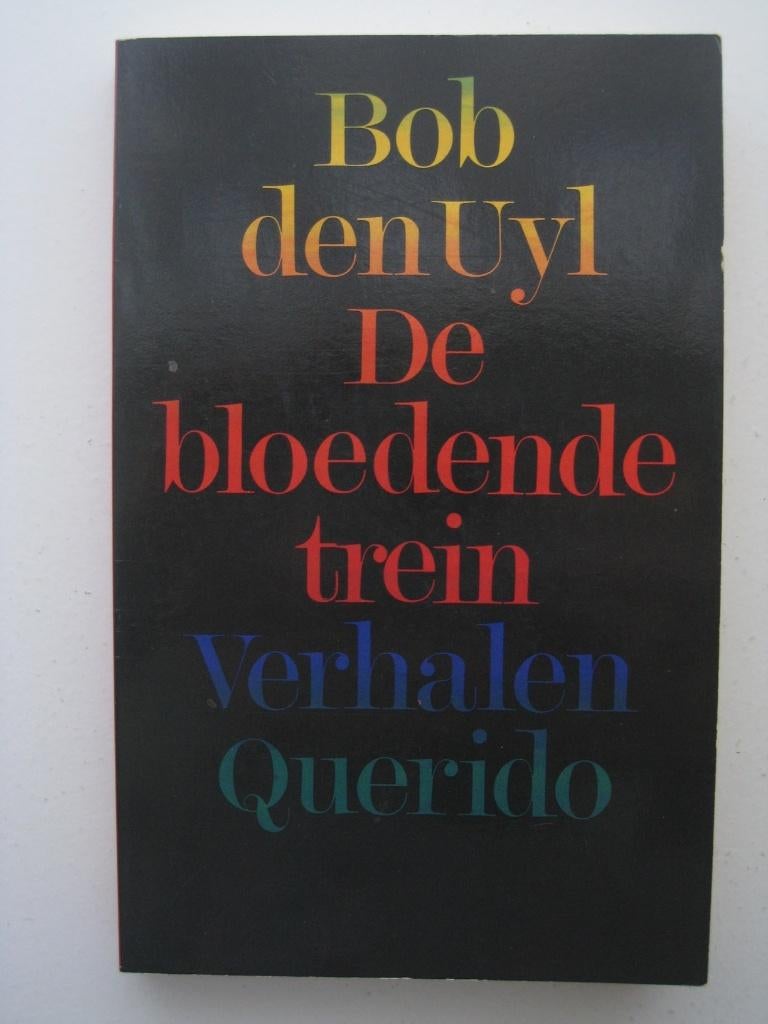 Bob
den Uyl
De
bloedende
trein
Verhalen
Querido